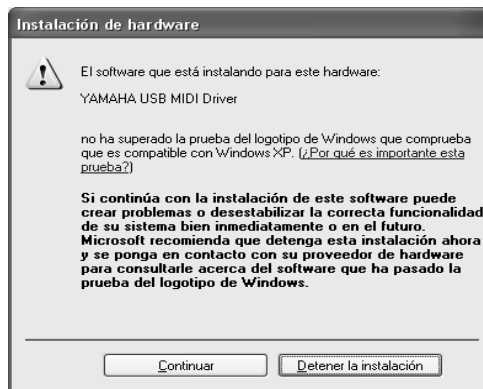 Instalación de hardware
El software que está instalando para este hardware:
YAMAHA USB MIDI Driver
no ha superado la prueba del logotipo de Windows que comprueba
que es compatible con Windows XP. (¿Por qué es importante esta
prueba?)
Si continúa con la instalación de este software puede
crear problemas o desestabilizar la correcta funcionalidad
de su sistema bien inmediatamente o en el futuro.
Microsoft recomienda que detenga esta instalación ahora
y se ponga en contacto con su proveedor de hardware
para consultarle acerca del software que ha pasado la
prueba del logotipo de Windows.
Continuar Detener la instalación